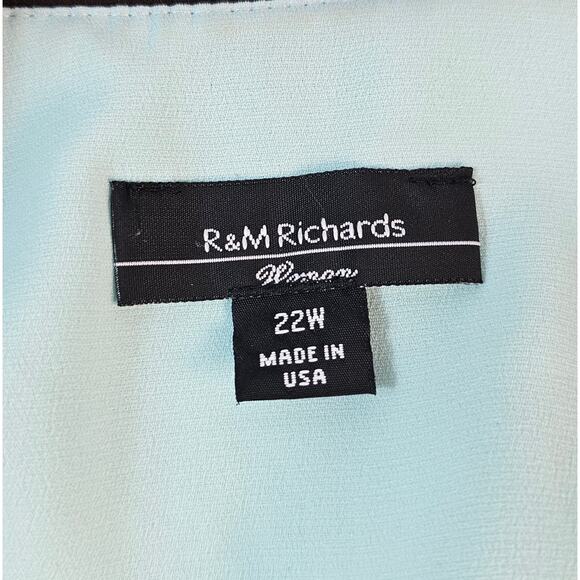 R&M Richards
Woman
22W
MADE IN
USA